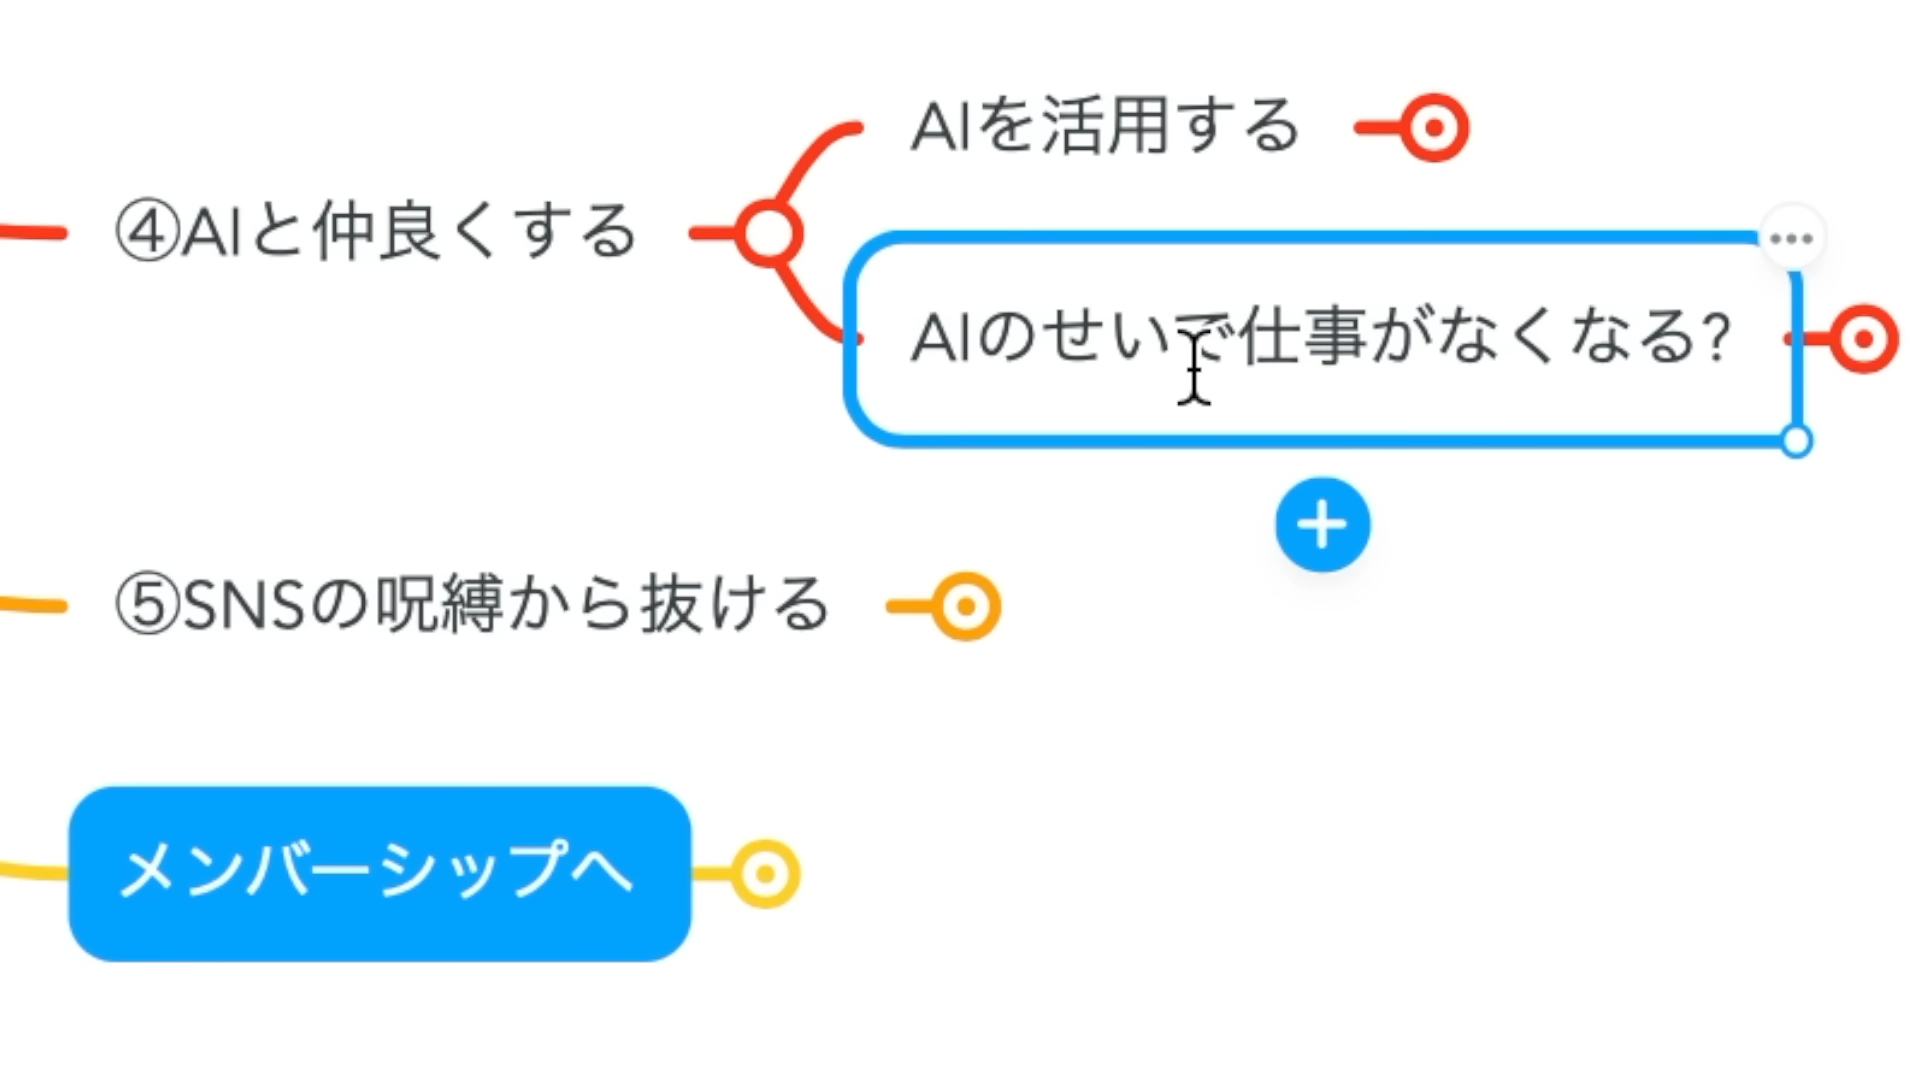 AIを活用する
④AIと仲良くする
AIのせいで仕事がなくなる?
⑤SNSの呪縛から抜ける
メンバーシップへ